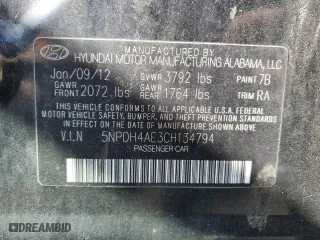 MANUFACTURED BY
HYUNDAI MOTOR MANUFACTURING ALABAMA, LLC
Jan/09/12 GVWR 3792 lbs PAINT 7B
GAWR FRONT 2072 lbs GAWR REAR 1764 lbs TRIM RA
THIS VEHICLE CONFORMS TO ALL APPLICABLE U.S.A. FEDERAL
MOTOR VEHICLE SAFETY, BUMPER, AND THEFT PREVENTION
STANDARDS IN EFFECT ON THE DATE OF MANUFACTURE
SHOWN ABOVE.
V.I.N 5NPDH4AE3CH134794
PASSENGER CAR